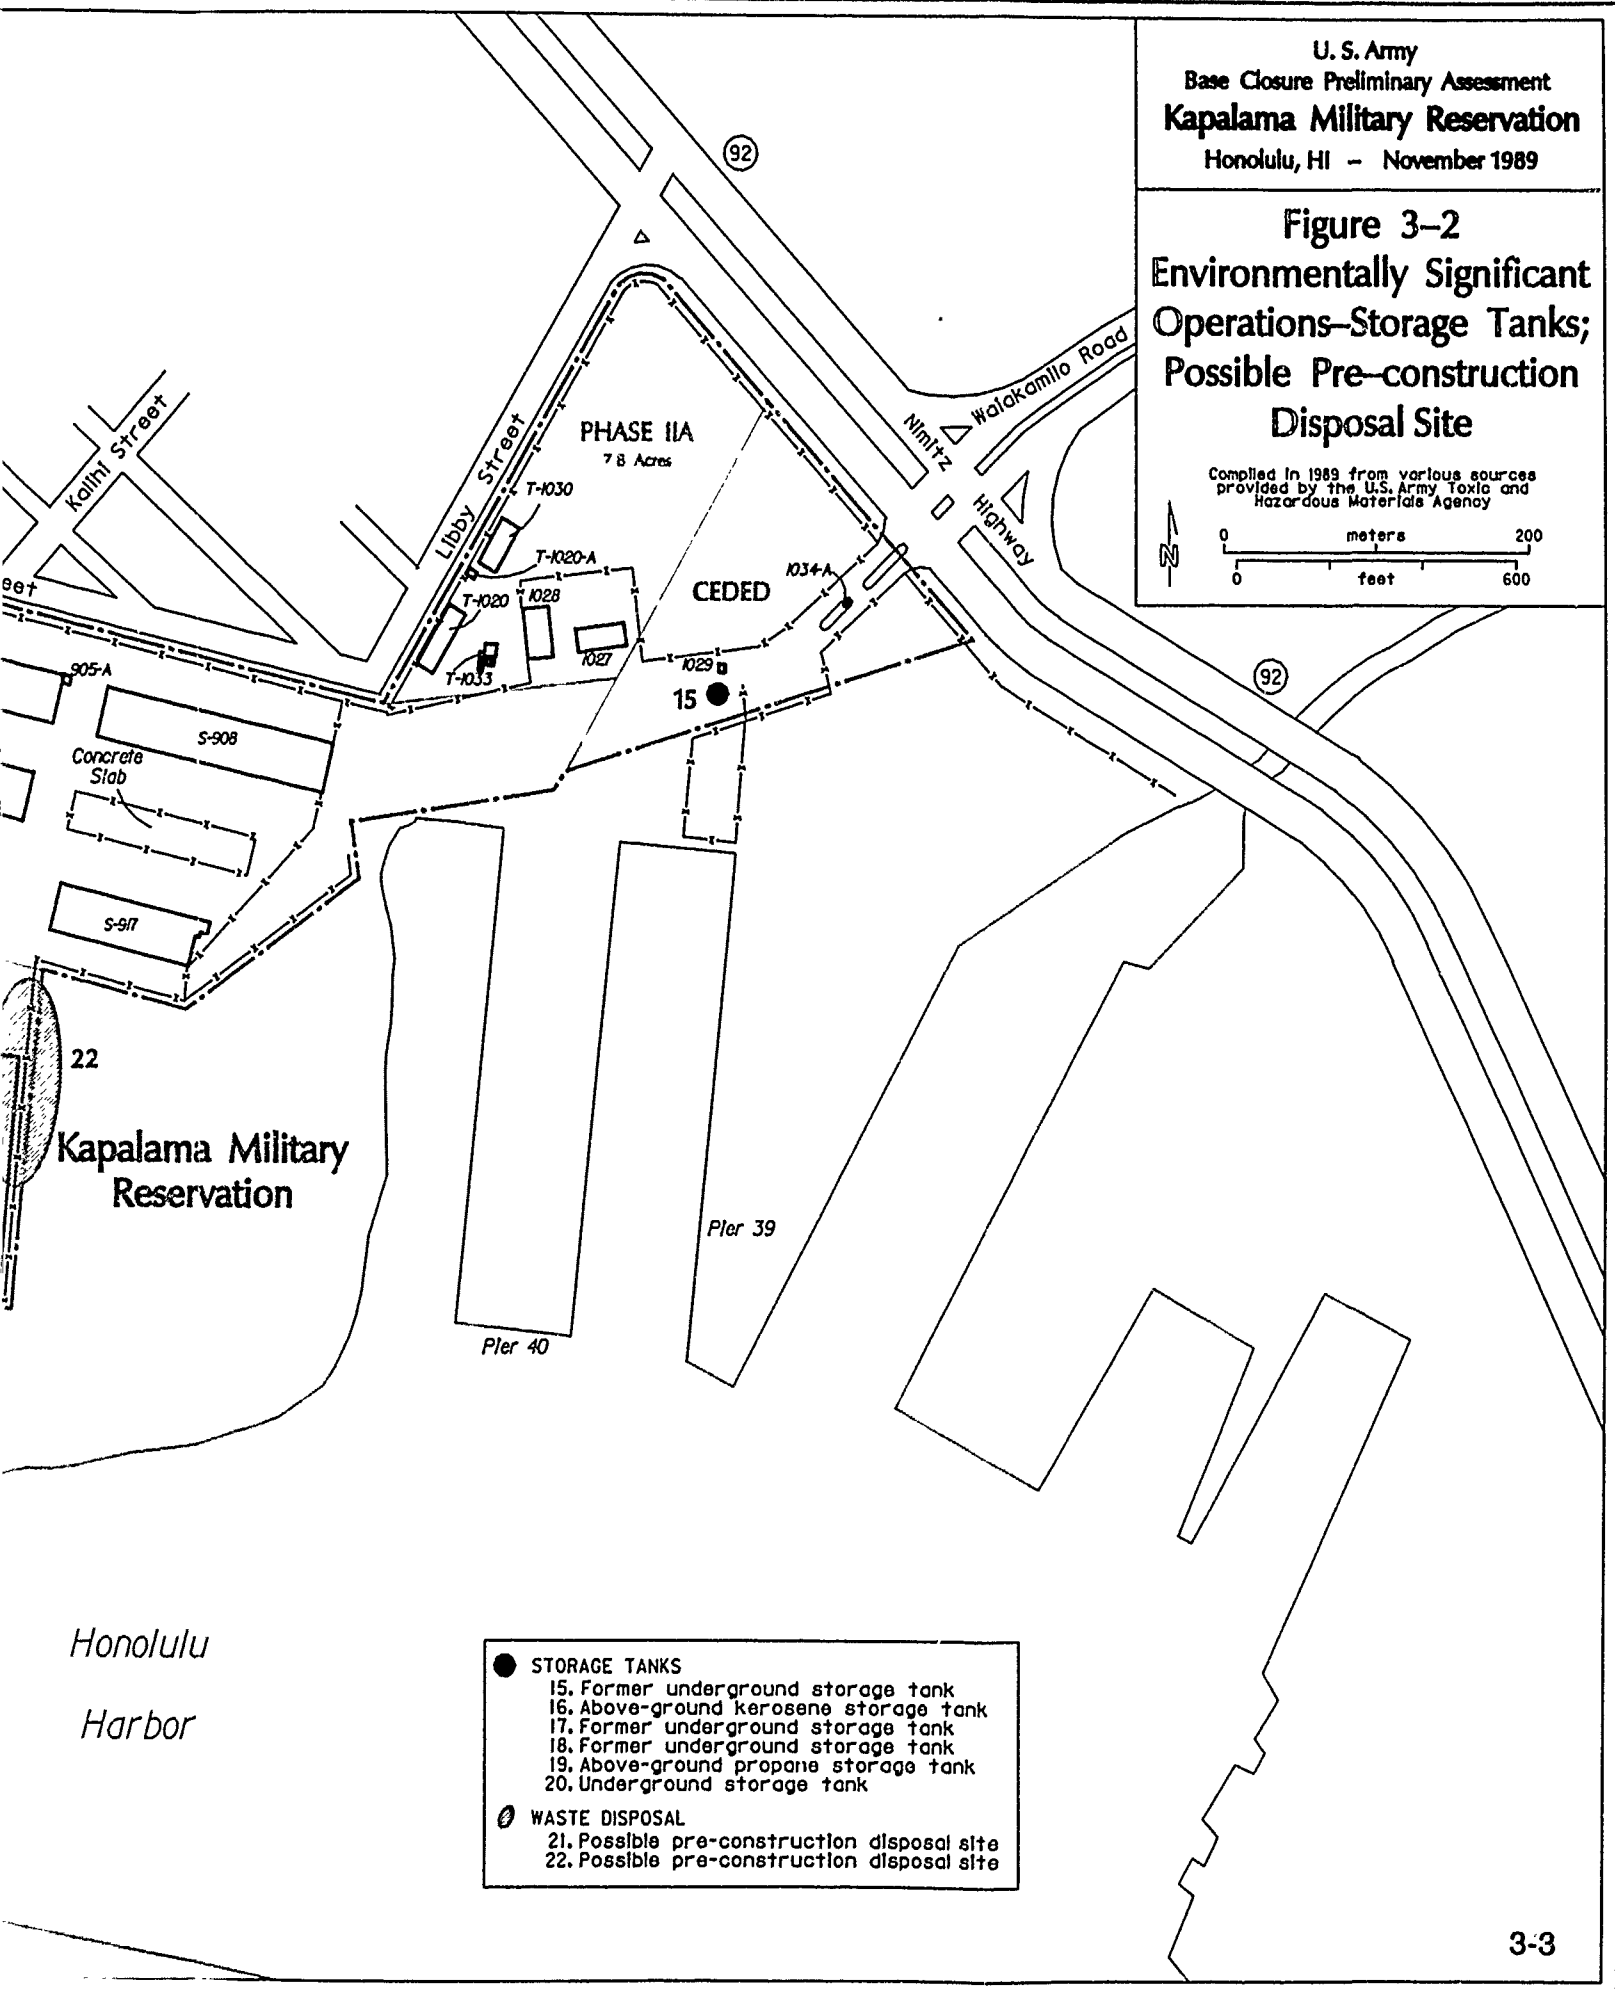 U. S. Army
Base Closure Preliminary Assessment
Kapalama Military Reservation
Honolulu, HI – November 1989
Figure 3–2
Environmentally Significant
Operations–Storage Tanks;
Possible Pre–construction
Disposal Site
Compiled in 1989 from various sources
provided by the U.S. Army Toxic and
Hazardous Materials Agency
N
0 meters 200
0 feet 600
92
Waiakamilo Road
Nimitz
Highway
92
Kalihi Street
Libby Street
eet
PHASE IIA
7 8 Acres
T-1030
T-1020-A
T-1020
1028
1027
T-1033
CEDED
1034-A
1029
15
905-A
S-908
Concrete
Slab
S-917
22
Kapalama Military
Reservation
Pier 39
Pier 40
Honolulu
Harbor
STORAGE TANKS
15. Former underground storage tank
16. Above-ground kerosene storage tank
17. Former underground storage tank
18. Former underground storage tank
19. Above-ground propane storage tank
20. Underground storage tank
WASTE DISPOSAL
21. Possible pre-construction disposal site
22. Possible pre-construction disposal site
3-3